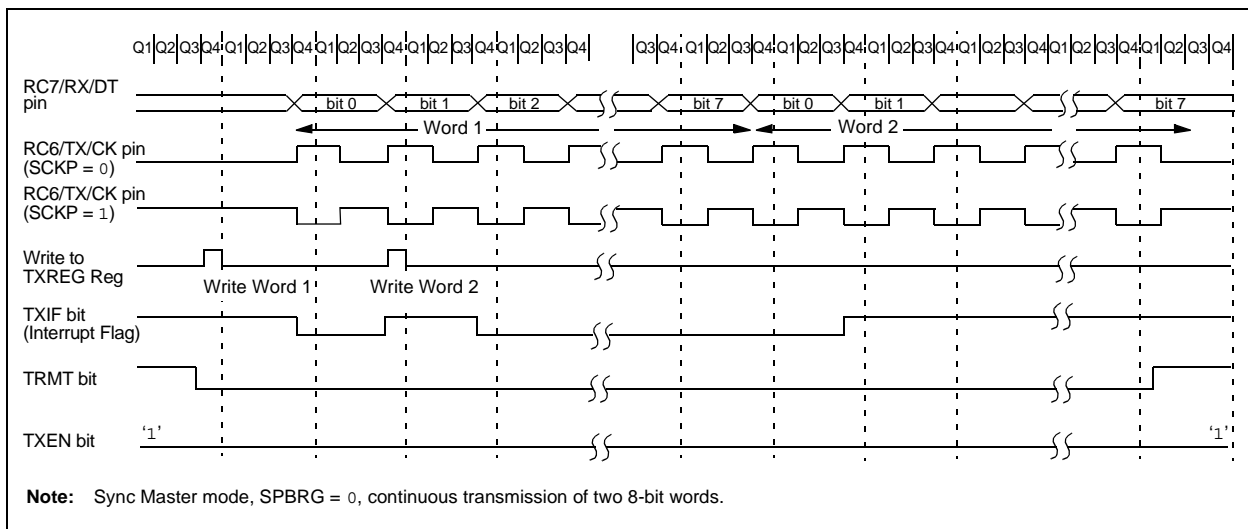 Q1 Q2 Q3 Q4 Q1 Q2 Q3 Q4 Q1 Q2 Q3 Q4 Q1 Q2 Q3 Q4 Q1 Q2 Q3 Q4 Q3 Q4 Q1 Q2 Q3 Q4 Q1 Q2 Q3 Q4 Q1 Q2 Q3 Q4 Q1 Q2 Q3 Q4 Q1 Q2 Q3 Q4 Q1 Q2 Q3 Q4
RC7/RX/DT
pin
bit 0 bit 1 bit 2 bit 7 bit 0 bit 1 bit 7
Word 1 Word 2
RC6/TX/CK pin
(SCKP = 0)
RC6/TX/CK pin
(SCKP = 1)
Write to
TXREG Reg
Write Word 1 Write Word 2
TXIF bit
(Interrupt Flag)
TRMT bit
TXEN bit
‘1’ ‘1’
Note: Sync Master mode, SPBRG = 0, continuous transmission of two 8-bit words.